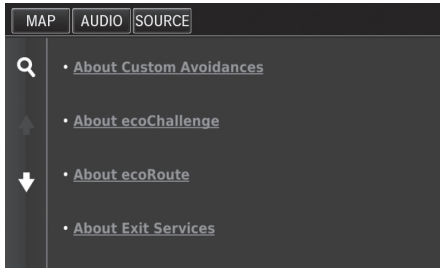 MAP AUDIO SOURCE
• About Custom Avoidances
• About ecoChallenge
• About ecoRoute
• About Exit Services